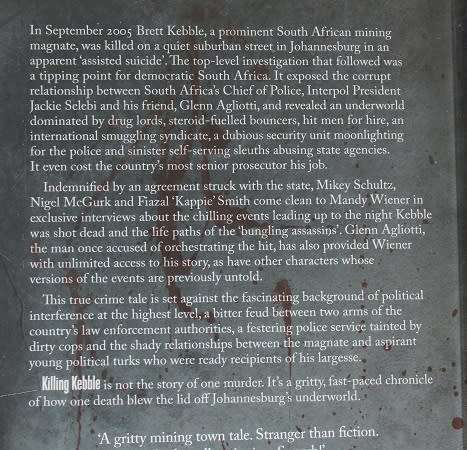 In September 2005 Brett Kebble, a prominent South African mining
magnate, was killed on a quiet suburban street in Johannesburg in an
apparent 'assisted suicide'. The top-level investigation that followed was
a tipping point for democratic South Africa. It exposed the corrupt
relationship between South Africa's Chief of Police, Interpol President
Jackie Selebi and his friend, Glenn Agliotti, and revealed an underworld
dominated by drug lords, steroid-fuelled bouncers, hit men for hire, an
international smuggling syndicate, a dubious security unit moonlighting
for the police and sinister self-serving sleuths abusing state agencies.
It even cost the country's most senior prosecutor his job.
Indemnified by an agreement struck with the state, Mikey Schultz,
Nigel McGurk and Fiazal 'Kappie' Smith come clean to Mandy Wiener in
exclusive interviews about the chilling events leading up to the night Kebble
was shot dead and the life paths of the 'bungling assassins'. Glenn Agliotti,
the man once accused of orchestrating the hit, has also provided Wiener
with unlimited access to his story, as have other characters whose
versions of the events are previously untold.
This true crime tale is set against the fascinating background of political
interference at the highest level, a bitter feud between two arms of the
country's law enforcement authorities, a festering police service tainted by
dirty cops and the shady relationships between the magnate and aspirant
young political turks who were ready recipients of his largesse.
Killing Kebble is not the story of one murder. It's a gritty, fast-paced chronicle
of how one death blew the lid off Johannesburg's underworld.
'A gritty mining town tale. Stranger than fiction.